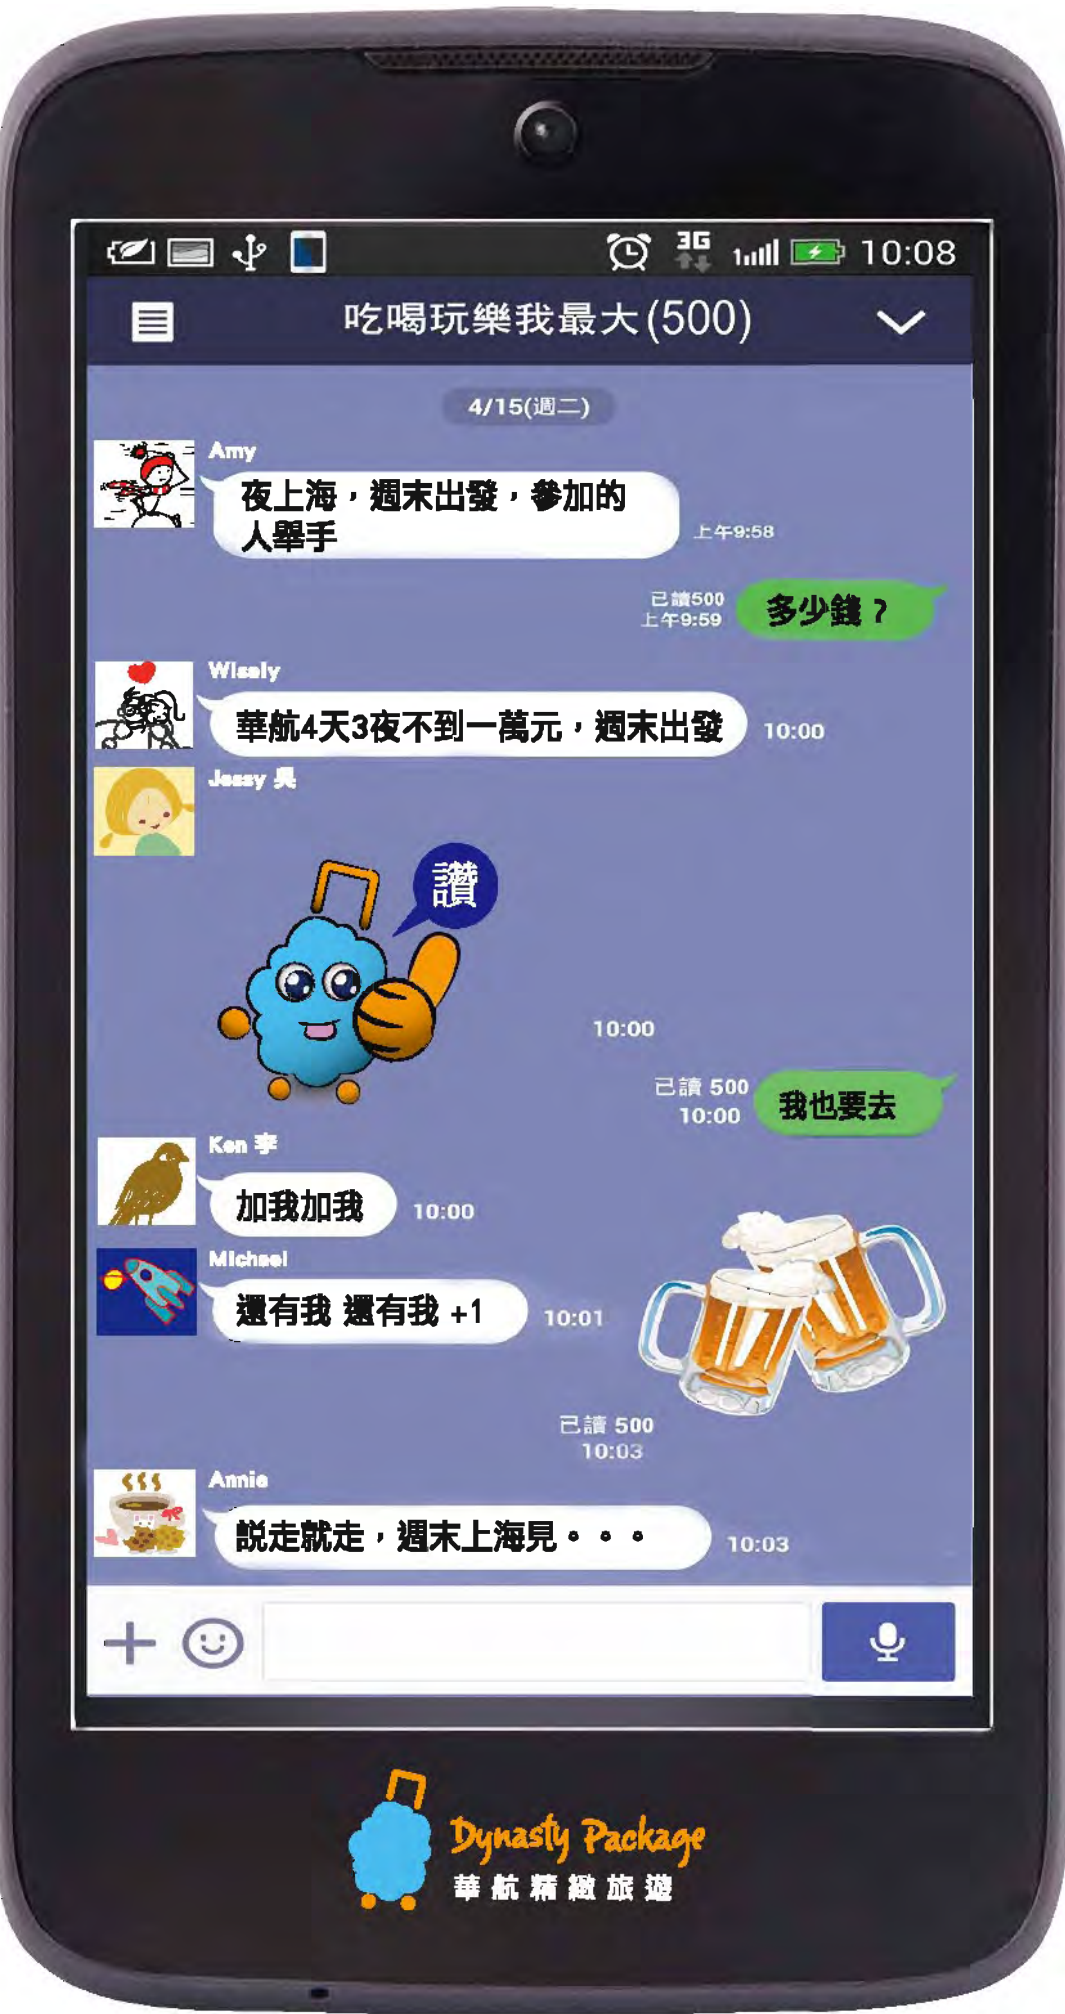 3G
10:08
吃喝玩樂我最大(500)
4/15(週二)
Amy
夜上海，週末出發，參加的
人舉手
上午9:58
已讀500
上午9:59
多少錢？
Wisely
華航4天3夜不到一萬元，週末出發
10:00
Jessy 吳
讚
10:00
已讀 500
10:00
我也要去
Ken 李
加我加我
10:00
Michael
還有我 還有我 +1
10:01
已讀 500
10:03
Annie
説走就走，週末上海見。。。
10:03
Dynasty Package
華航精緻旅遊